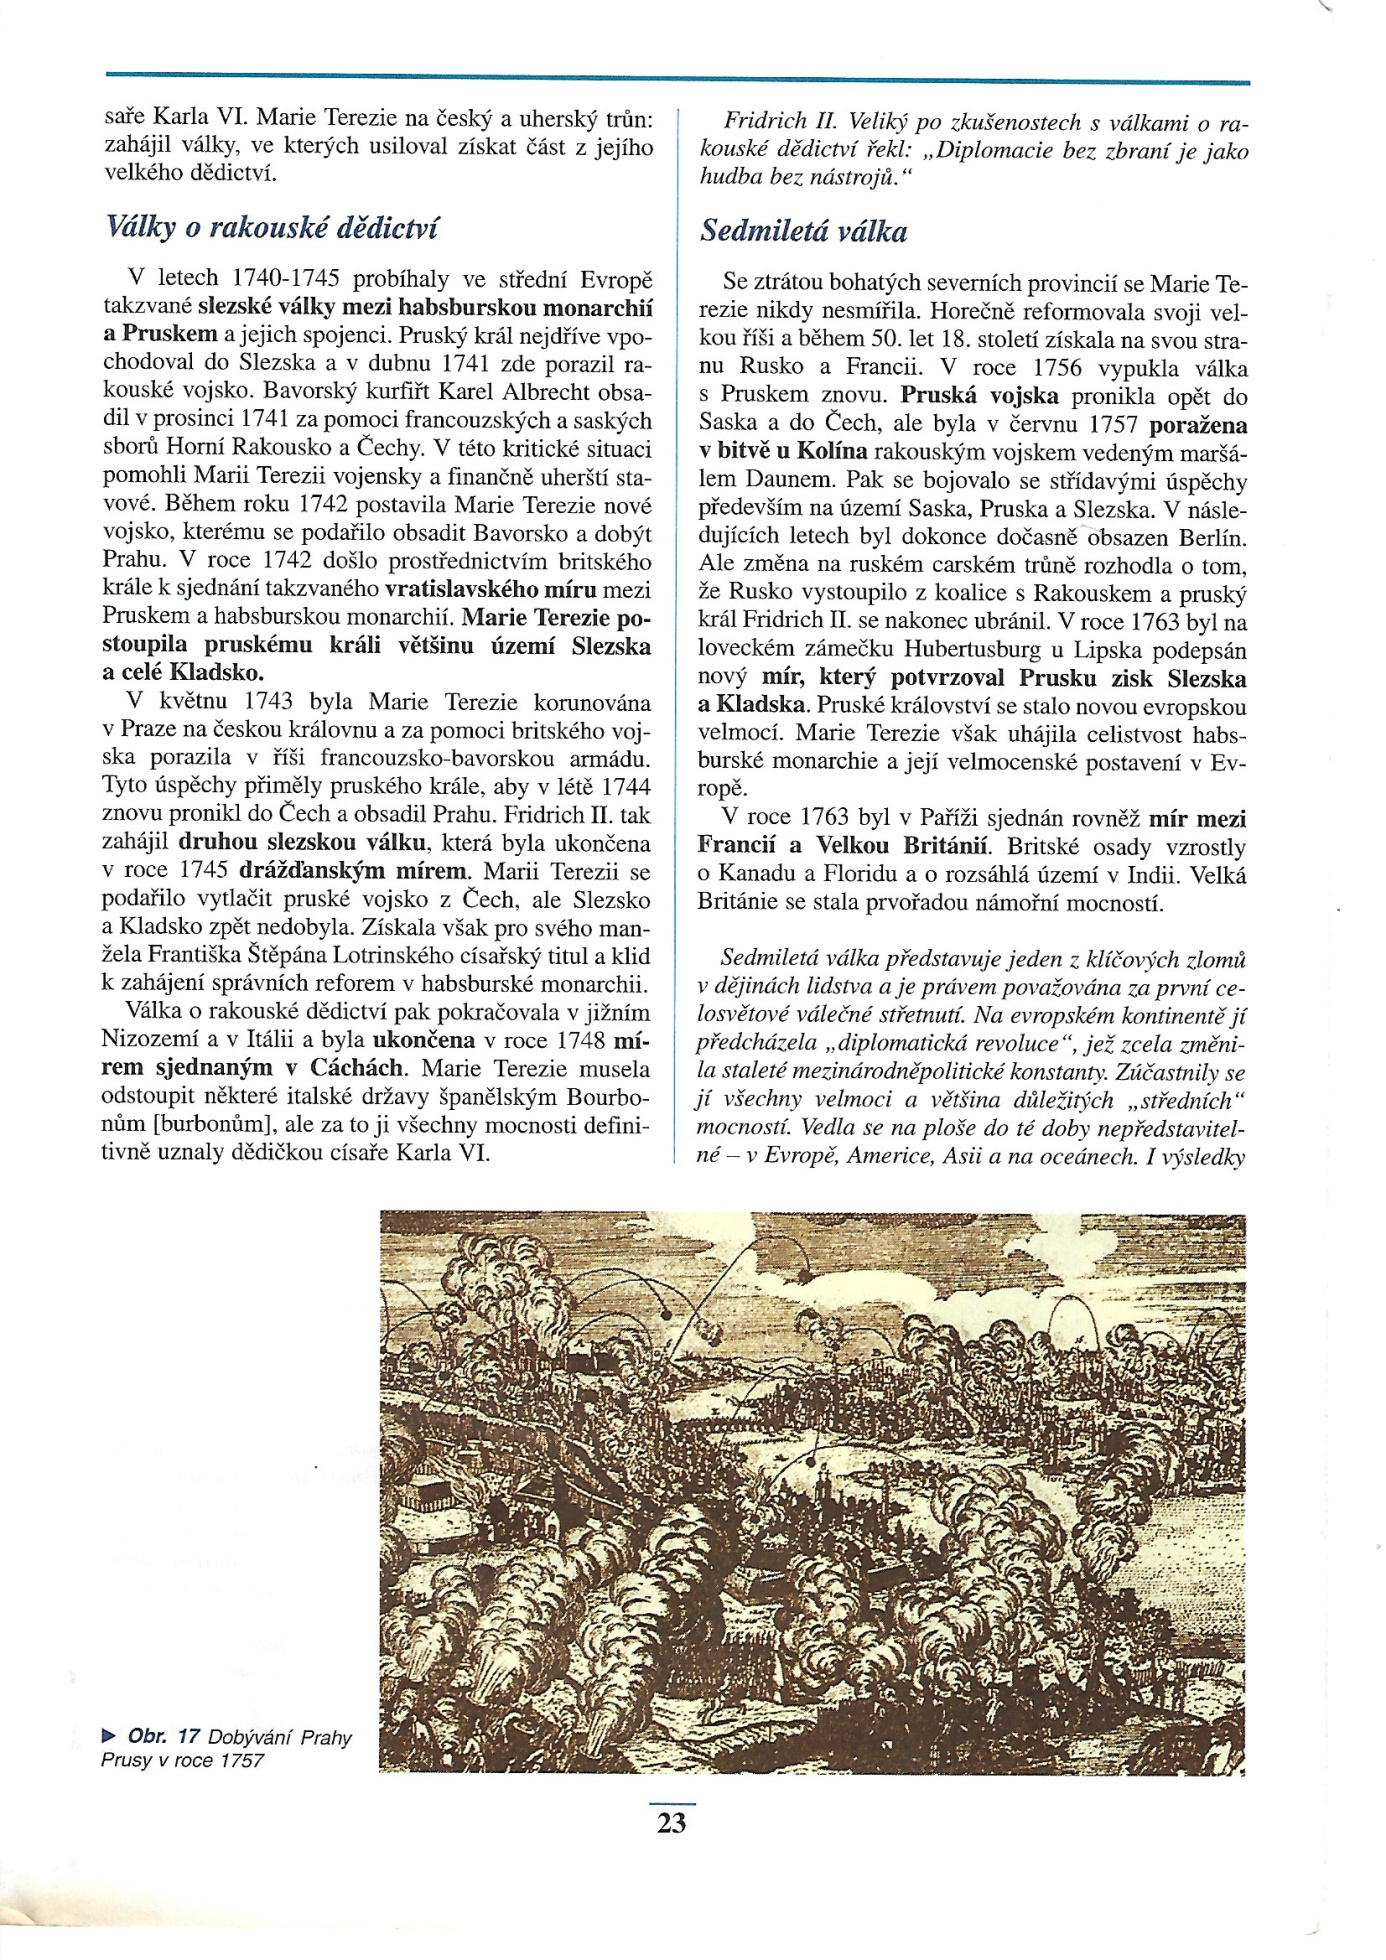 saře Karla VI. Marie Terezie na český a uherský trůn:
zahájil války, ve kterých usiloval získat část z jejího
velkého dědictví.
Války o rakouské dědictví
V letech 1740-1745 probíhaly ve střední Evropě
takzvané slezské války mezi habsburskou monarchií
a Pruskem a jejich spojenci. Pruský král nejdříve vpo-
chodoval do Slezska a v dubnu 1741 zde porazil ra-
kouské vojsko. Bavorský kurfiřt Karel Albrecht obsa-
dil v prosinci 1741 za pomoci francouzských a saských
sborů Horní Rakousko a Čechy. V této kritické situaci
pomohli Marii Terezii vojensky a finančně uherští sta-
vové. Během roku 1742 postavila Marie Terezie nové
vojsko, kterému se podařilo obsadit Bavorsko a dobýt
Prahu. V roce 1742 došlo prostřednictvím britského
krále k sjednání takzvaného vratislavského míru mezi
Pruskem a habsburskou monarchií. Marie Terezie po-
stoupila pruskému králi většinu území Slezska
a celé Kladsko.
V květnu 1743 byla Marie Terezie korunována
v Praze na českou královnu a za pomoci britského voj-
ska porazila v říši francouzsko-bavorskou armádu.
Tyto úspěchy přiměly pruského krále, aby v létě 1744
znovu pronikl do Čech a obsadil Prahu. Fridrich II. tak
zahájil druhou slezskou válku, která byla ukončena
v roce 1745 drážďanským mírem. Marii Terezii se
podařilo vytlačit pruské vojsko z Čech, ale Slezsko
a Kladsko zpět nedobyla. Získala však pro svého man-
žela Františka Štěpána Lotrinského císařský titul a klid
k zahájení správních reforem v habsburské monarchii.
Válka o rakouské dědictví pak pokračovala v jižním
Nizozemí a v Itálii a byla ukončena v roce 1748 mí-
rem sjednaným v Cáchách. Marie Terezie musela
odstoupit některé italské državy španělským Bourbo-
nům [burbonům], ale za to ji všechny mocnosti defini-
tivně uznaly dědičkou císaře Karla VI.
Fridrich II. Veliký po zkušenostech s válkami o ra-
kouské dědictví řekl: „Diplomacie bez zbraní je jako
hudba bez nástrojů.“
Sedmiletá válka
Se ztrátou bohatých severních provincií se Marie Te-
rezie nikdy nesmířila. Horečně reformovala svoji vel-
kou říši a během 50. let 18. století získala na svou stra-
nu Rusko a Francii. V roce 1756 vypukla válka
s Pruskem znovu. Pruská vojska pronikla opět do
Saska a do Čech, ale byla v červnu 1757 poražena
v bitvě u Kolína rakouským vojskem vedeným maršá-
lem Daunem. Pak se bojovalo se střídavými úspěchy
především na území Saska, Pruska a Slezska. V násle-
dujících letech byl dokonce dočasně obsazen Berlín.
Ale změna na ruském carském trůně rozhodla o tom,
že Rusko vystoupilo z koalice s Rakouskem a pruský
král Fridrich II. se nakonec ubránil. V roce 1763 byl na
loveckém zámečku Hubertusburg u Lipska podepsán
nový mír, který potvrzoval Prusku zisk Slezska
a Kladska. Pruské království se stalo novou evropskou
velmocí. Marie Terezie však uhájila celistvost habs-
burské monarchie a její velmocenské postavení v Ev-
ropě.
V roce 1763 byl v Paříži sjednán rovněž mír mezi
Francií a Velkou Británií. Britské osady vzrostly
o Kanadu a Floridu a o rozsáhlá území v Indii. Velká
Británie se stala prvořadou námořní mocností.
Sedmiletá válka představuje jeden z klíčových zlomů
v dějinách lidstva a je právem považována za první ce-
losvětové válečné střetnutí. Na evropském kontinentě jí
předcházela „diplomatická revoluce“, jež zcela změni-
la staleté mezinárodněpolitické konstanty. Zúčastnily se
jí všechny velmoci a většina důležitých „středních“
mocností. Vedla se na ploše do té doby nepředstavitel-
né – v Evropě, Americe, Asii a na oceánech. I výsledky
► Obr. 17 Dobývání Prahy
Prusy v roce 1757
23